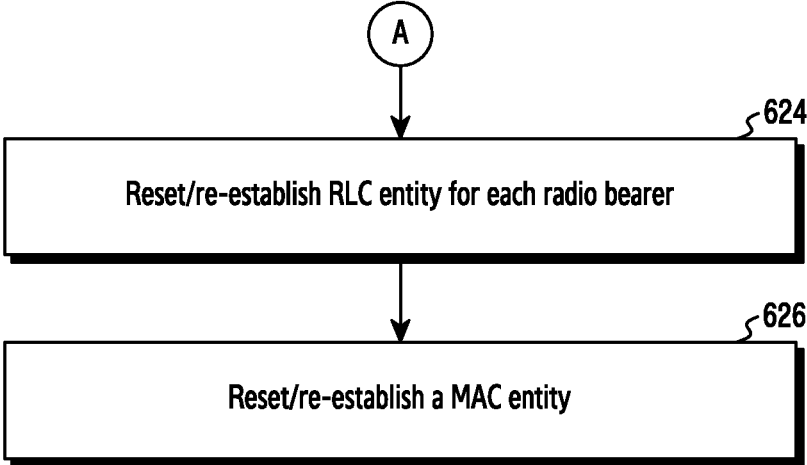 A
624
Reset/re-establish RLC entity for each radio bearer
626
Reset/re-establish a MAC entity